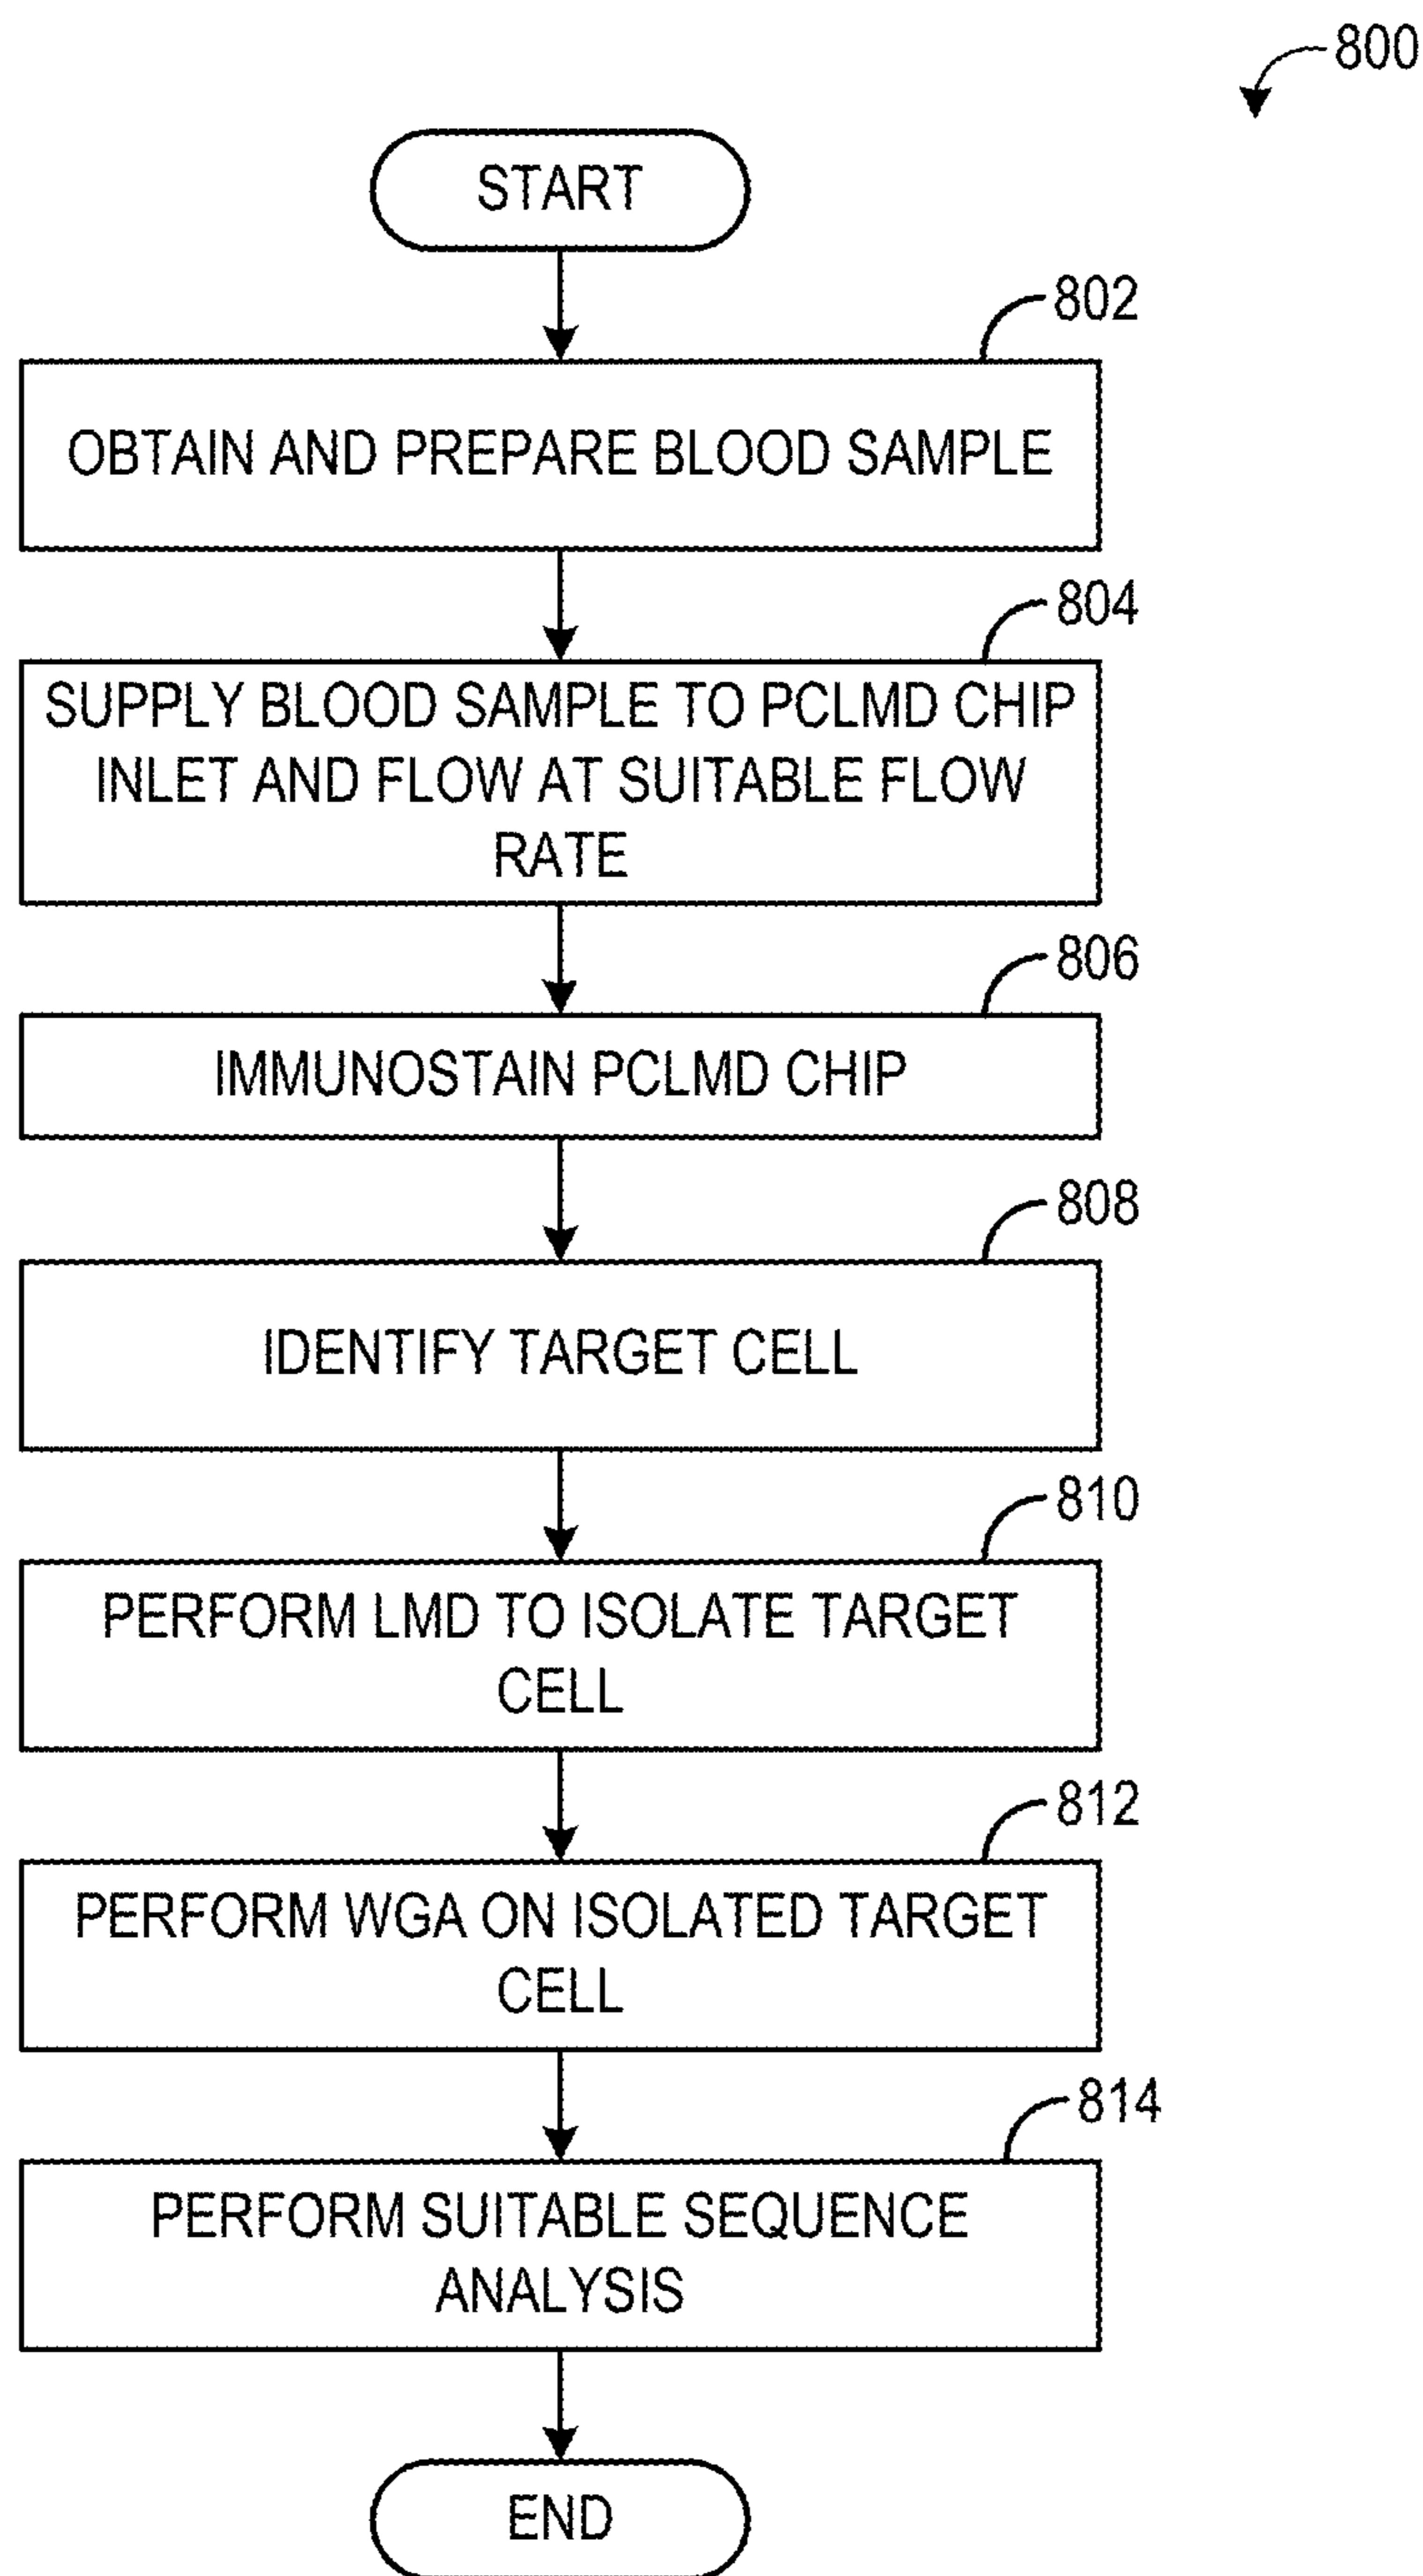 800
START
802
OBTAIN AND PREPARE BLOOD SAMPLE
804
SUPPLY BLOOD SAMPLE TO PCLMD CHIP
INLET AND FLOW AT SUITABLE FLOW
RATE
806
IMMUNOSTAIN PCLMD CHIP
808
IDENTIFY TARGET CELL
810
PERFORM LMD TO ISOLATE TARGET
CELL
812
PERFORM WGA ON ISOLATED TARGET
CELL
814
PERFORM SUITABLE SEQUENCE
ANALYSIS
END